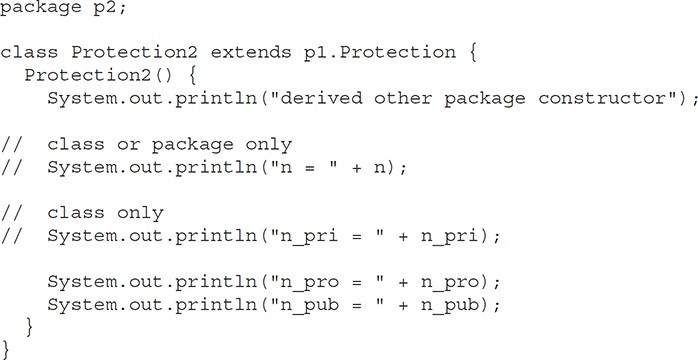 package p2;
class Protection2 extends p1.Protection {
Protection2() {
System.out.println("derived other package constructor");
// class or package only
// System.out.println("n = " + n);
// class only
// System.out.println("n_pri = " + n_pri);
System.out.println("n_pro = " + n_pro);
System.out.println("n_pub = " + n_pub);
}
}